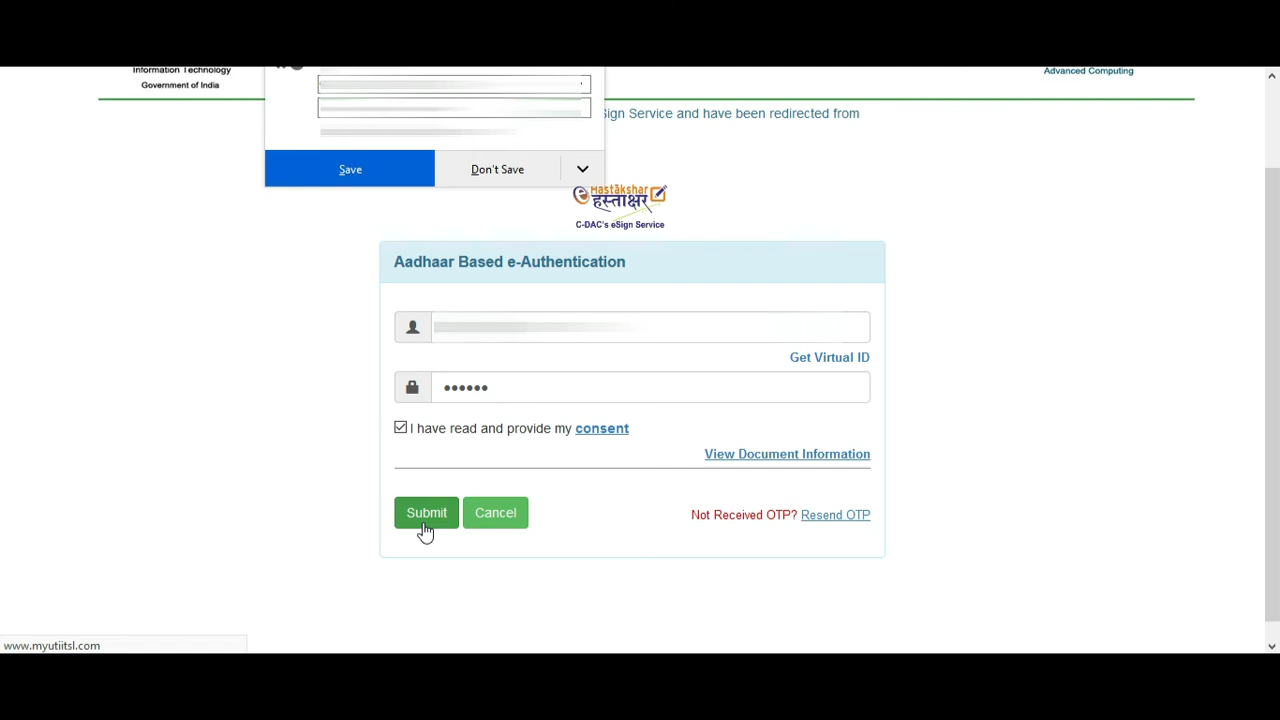 Information Technology
Government of India
Advanced Computing
Sign Service and have been redirected from
Save
Don't Save
e Hastākshar
हस्ताक्षर
C-DAC's eSign Service
Aadhaar Based e-Authentication
Get Virtual ID
••••••
I have read and provide my consent
View Document Information
Submit
Cancel
Not Received OTP? Resend OTP
www.myutiitsl.com